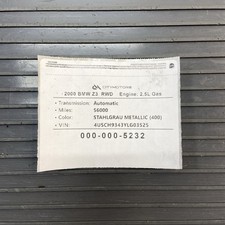 2000 BMW Z3 RWD Engine: 2.8L Gas
- Transmission: Automatic
- Miles: 56000
- Color: STAHLGRAU METALLIC (400)
- VIN: 4USCH9343YLG03525
000-000-5232